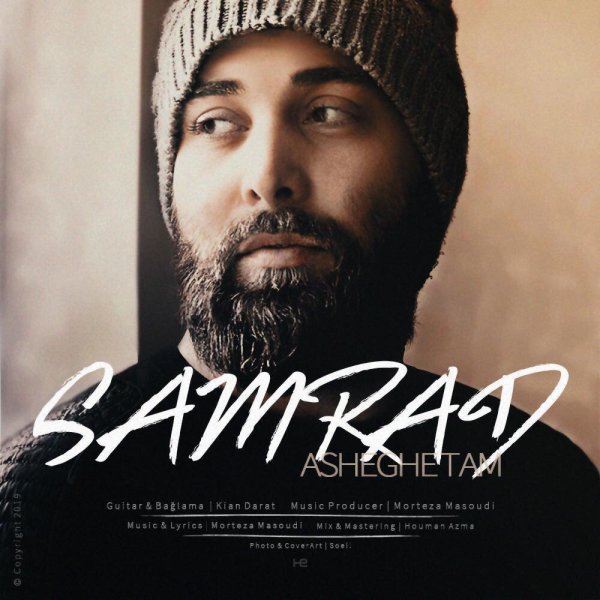 SAMRAD
ASHEGHETAM
Guitar & Bağlama | Kian Darat Music Producer | Morteza Masoudi
Music & Lyrics | Morteza Masoudi Mix & Mastering | Houman Azma
Photo & CoverArt | Soeil
© Copyright 2019